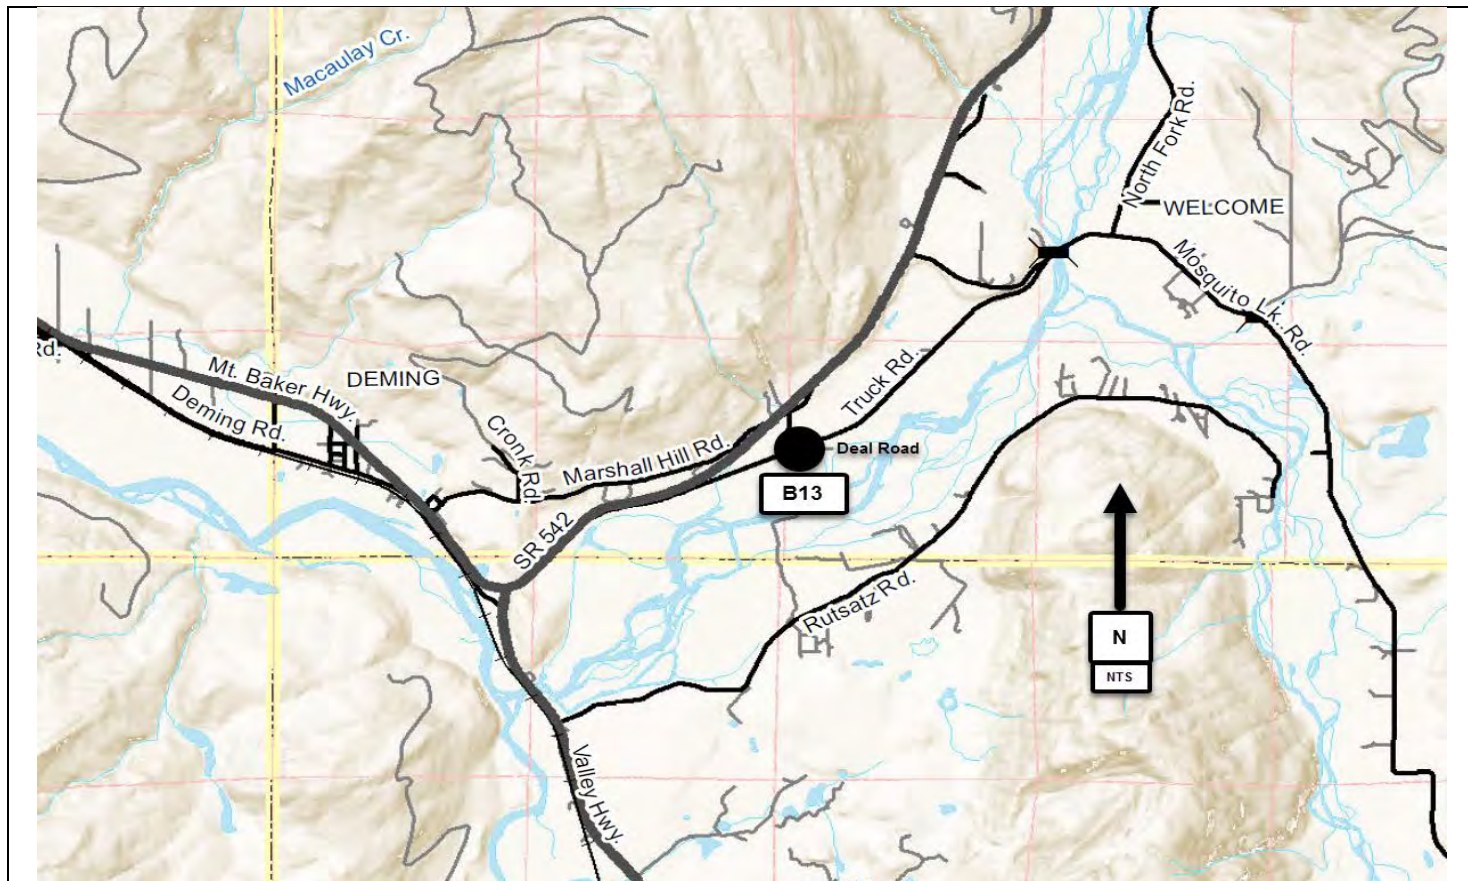 Macaulay Cr.
North Fork Rd.
WELCOME
Mosquito Lk. Rd.
Rd.
Mt. Baker Hwy.
DEMING
Deming Rd.
Truck Rd.
Cronk Rd.
Marshall Hill Rd.
Deal Road
B13
SR 542
Rutsatz Rd.
N
NTS
Valley Hwy.